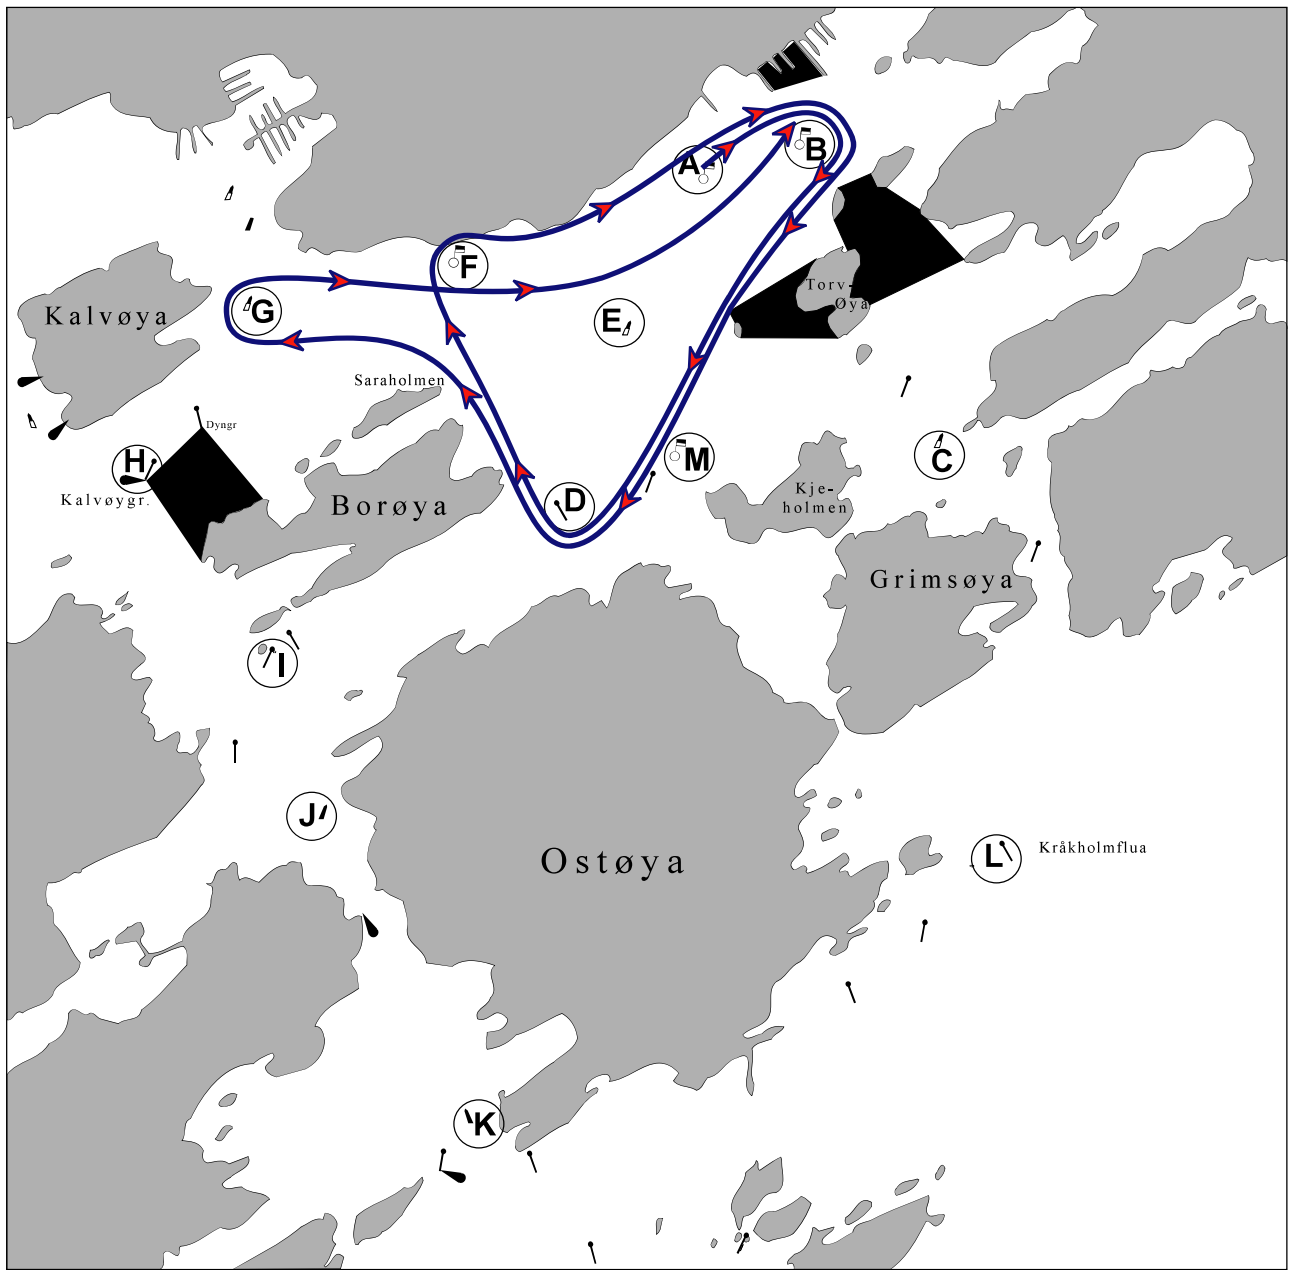 B
A
F
Torv-
Øya
G
E
Kalvøya
Saraholmen
Dyngr
C
H
M
Kalvøygr.
Borøya
D
Kje-
holmen
Grimsøya
I
J
Ostøya
L
Kråkholmflua
K